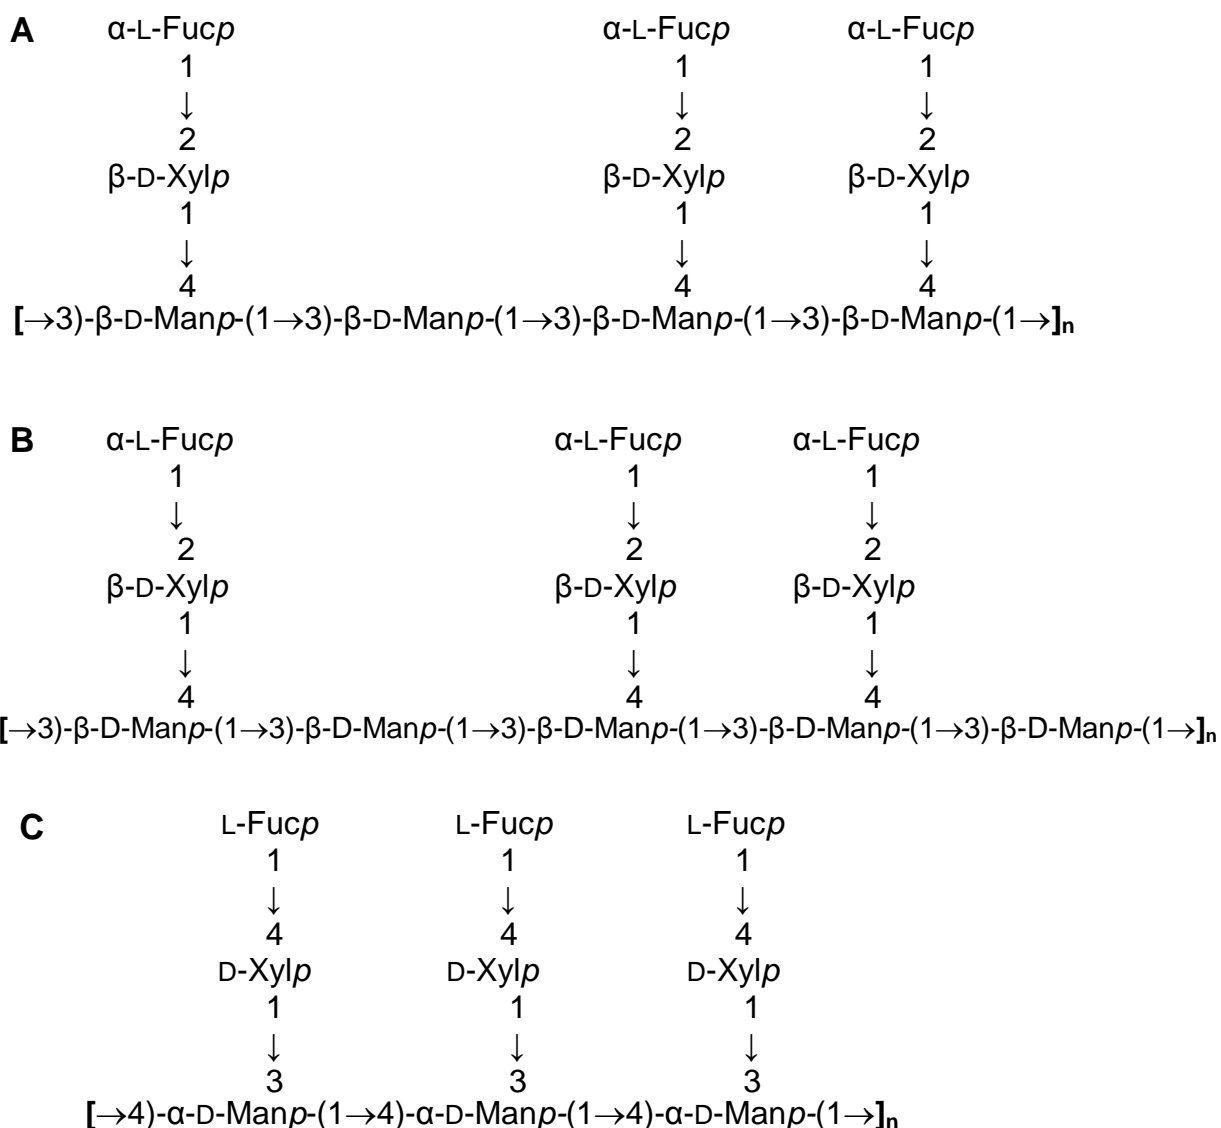 A α-L-Fucp α-L-Fucp α-L-Fucp
1 1 1
↓ ↓ ↓
2 2 2
β-D-Xylp β-D-Xylp β-D-Xylp
1 1 1
↓ ↓ ↓
4 4 4
[→3)-β-D-Manp-(1→3)-β-D-Manp-(1→3)-β-D-Manp-(1→3)-β-D-Manp-(1→]n
B α-L-Fucp α-L-Fucp α-L-Fucp
1 1 1
↓ ↓ ↓
2 2 2
β-D-Xylp β-D-Xylp β-D-Xylp
1 1 1
↓ ↓ ↓
4 4 4
[→3)-β-D-Manp-(1→3)-β-D-Manp-(1→3)-β-D-Manp-(1→3)-β-D-Manp-(1→3)-β-D-Manp-(1→]n
C L-Fucp L-Fucp L-Fucp
1 1 1
↓ ↓ ↓
4 4 4
D-Xylp D-Xylp D-Xylp
1 1 1
↓ ↓ ↓
3 3 3
[→4)-α-D-Manp-(1→4)-α-D-Manp-(1→4)-α-D-Manp-(1→]n